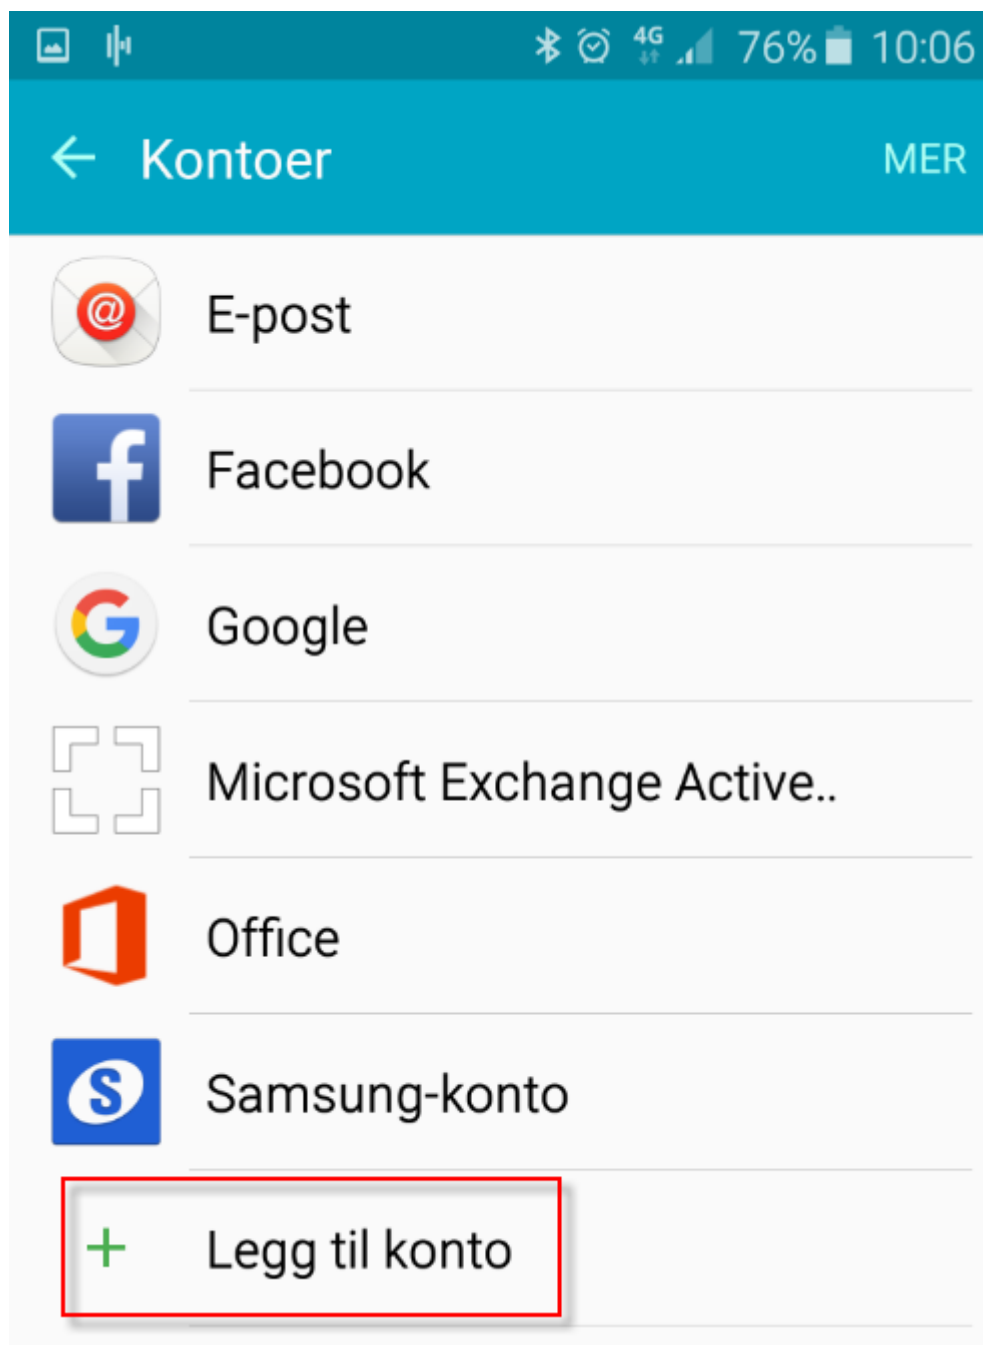 4G 76% 10:06
Kontoer MER
@ E-post
f Facebook
G Google
Microsoft Exchange Active..
Office
S Samsung-konto
+ Legg til konto